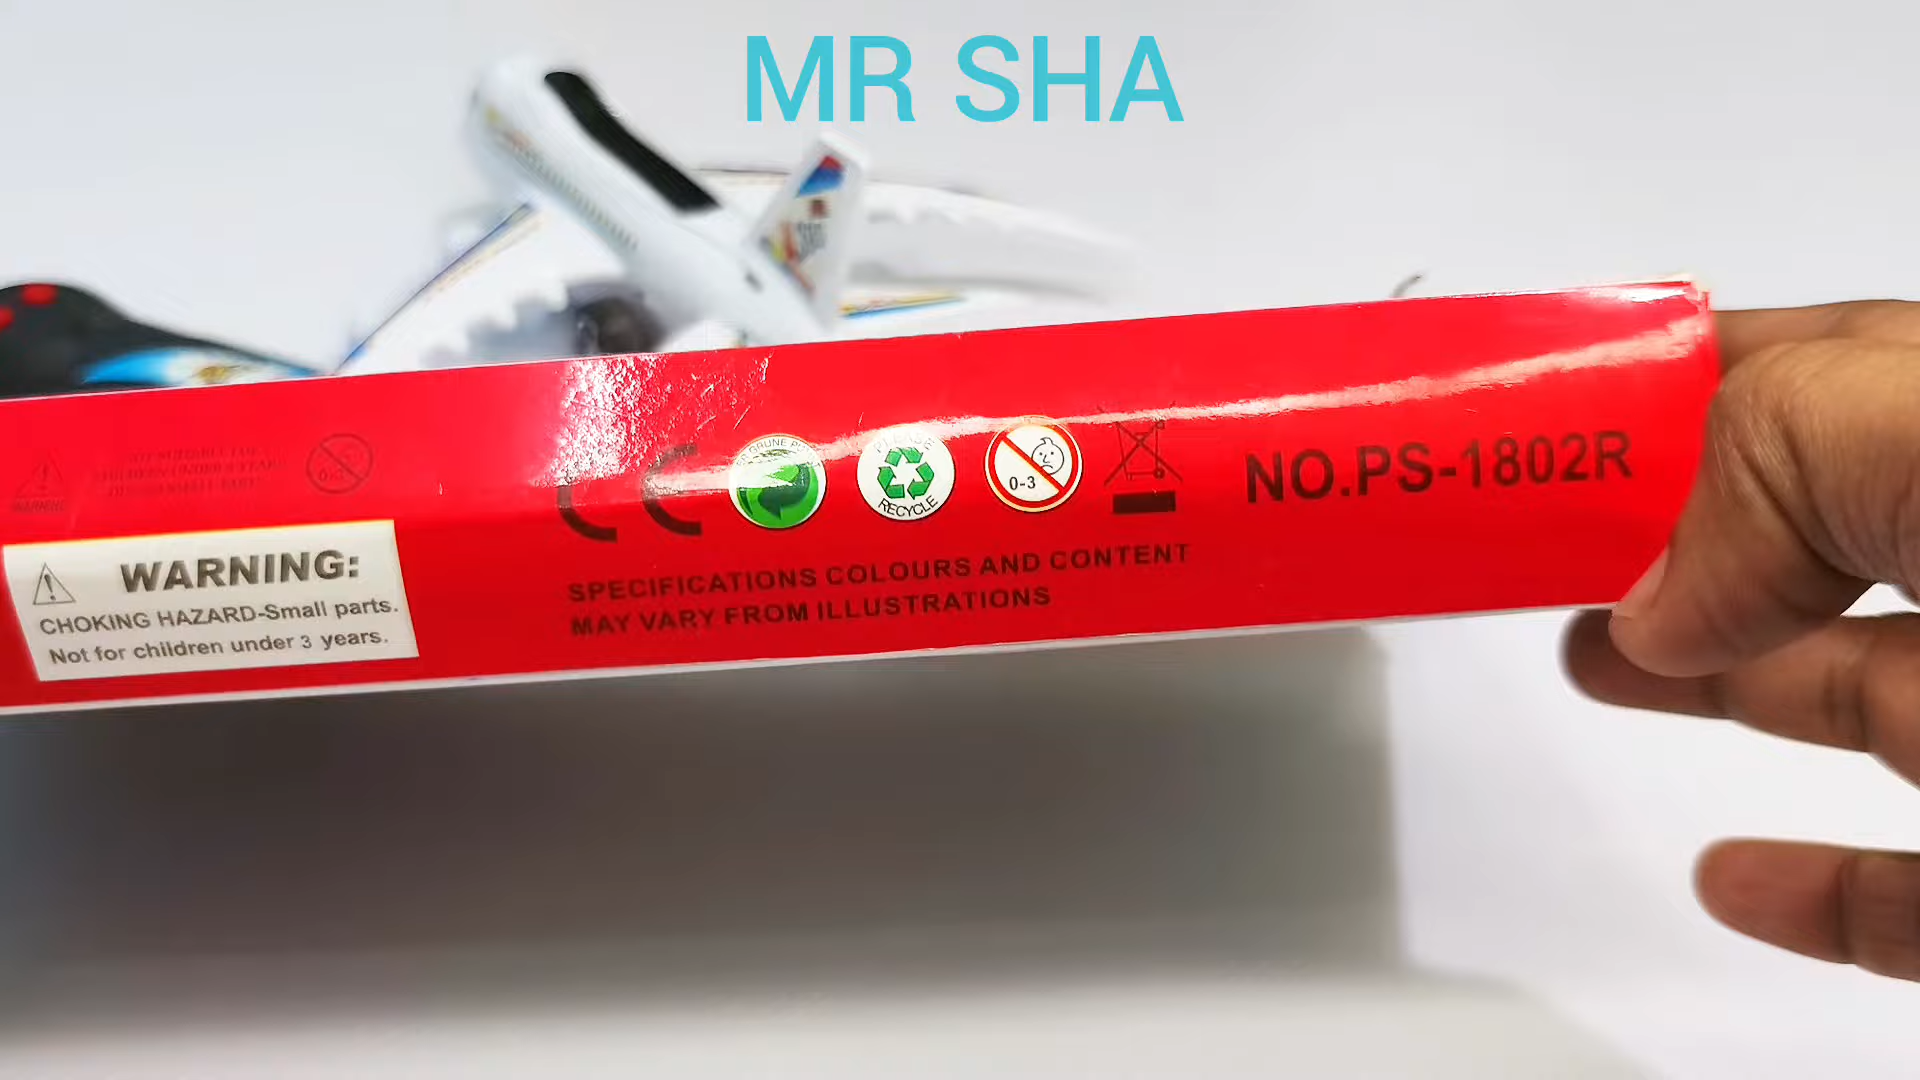 MR SHA
WARNING:
CHOKING HAZARD-Small parts.
Not for children under 3 years.
CE
PLEASE
RECYCLE
0-3
NO.PS-1802R
SPECIFICATIONS COLOURS AND CONTENT
MAY VARY FROM ILLUSTRATIONS